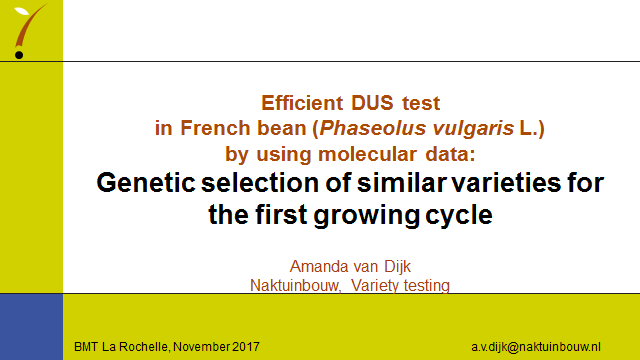 Efficient DUS test
in French bean (Phaseolus vulgaris L.)
by using molecular data:
Genetic selection of similar varieties for
the first growing cycle
Amanda van Dijk
Naktuinbouw, Variety testing
BMT La Rochelle, November 2017
a.v.dijk@naktuinbouw.nl